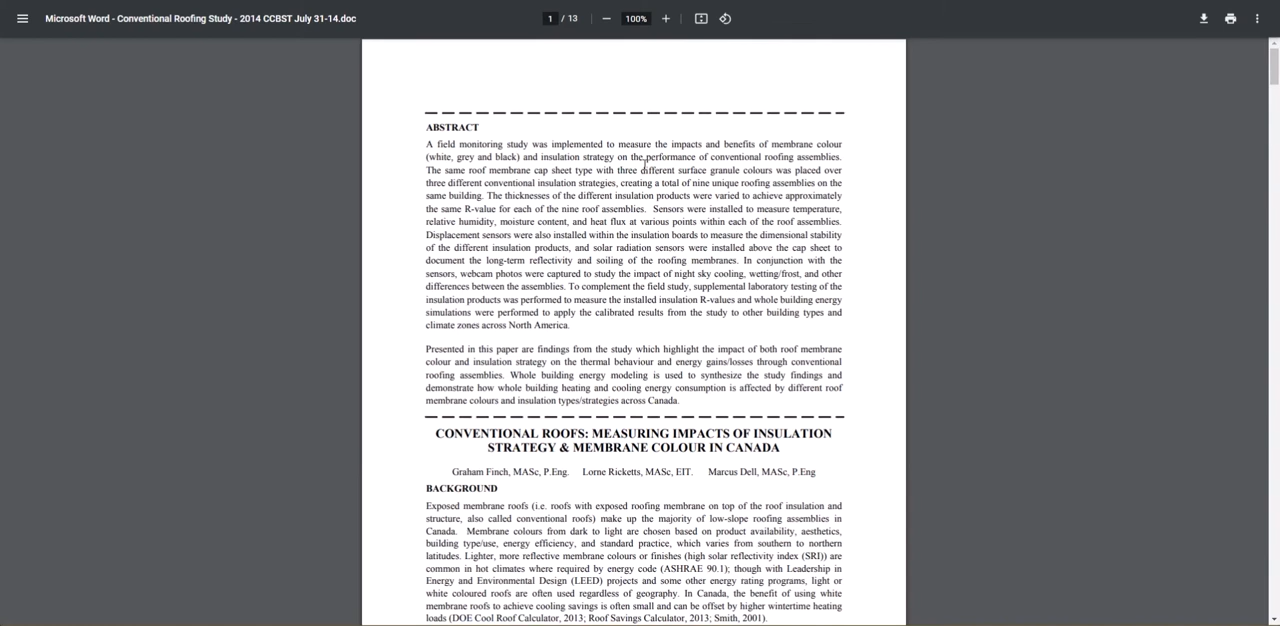 Microsoft Word - Conventional Roofing Study - 2014 CCBST July 31-14.doc
1 / 13
100%
ABSTRACT
A field monitoring study was implemented to measure the impacts and benefits of membrane colour
(white, grey and black) and insulation strategy on the performance of conventional roofing assemblies.
The same roof membrane cap sheet type with three different surface granule colours was placed over
three different conventional insulation strategies, creating a total of nine unique roofing assemblies on the
same building. The thicknesses of the different insulation products were varied to achieve approximately
the same R-value for each of the nine roof assemblies. Sensors were installed to measure temperature,
relative humidity, moisture content, and heat flux at various points within each of the roof assemblies.
Displacement sensors were also installed within the insulation boards to measure the dimensional stability
of the different insulation products, and solar radiation sensors were installed above the cap sheet to
document the long-term reflectivity and soiling of the roofing membranes. In conjunction with the
sensors, webcam photos were captured to study the impact of night sky cooling, wetting/frost, and other
differences between the assemblies. To complement the field study, supplemental laboratory testing of the
insulation products was performed to measure the installed insulation R-values and whole building energy
simulations were performed to apply the calibrated results from the study to other building types and
climate zones across North America.
Presented in this paper are findings from the study which highlight the impact of both roof membrane
colour and insulation strategy on the thermal behaviour and energy gains/losses through conventional
roofing assemblies. Whole building energy modeling is used to synthesize the study findings and
demonstrate how whole building heating and cooling energy consumption is affected by different roof
membrane colours and insulation types/strategies across Canada.
CONVENTIONAL ROOFS: MEASURING IMPACTS OF INSULATION
STRATEGY & MEMBRANE COLOUR IN CANADA
Graham Finch, MASc, P.Eng. Lorne Ricketts, MASc, EIT. Marcus Dell, MASc, P.Eng
BACKGROUND
Exposed membrane roofs (i.e. roofs with exposed roofing membrane on top of the roof insulation and
structure, also called conventional roofs) make up the majority of low-slope roofing assemblies in
Canada. Membrane colours from dark to light are chosen based on product availability, aesthetics,
building type/use, energy efficiency, and standard practice, which varies from southern to northern
latitudes. Lighter, more reflective membrane colours or finishes (high solar reflectivity index (SRI)) are
common in hot climates where required by energy code (ASHRAE 90.1); though with Leadership in
Energy and Environmental Design (LEED) projects and some other energy rating programs, light or
white coloured roofs are often used regardless of geography. In Canada, the benefit of using white
membrane roofs to achieve cooling savings is often small and can be offset by higher wintertime heating
loads (DOE Cool Roof Calculator, 2013; Roof Savings Calculator, 2013; Smith, 2001).